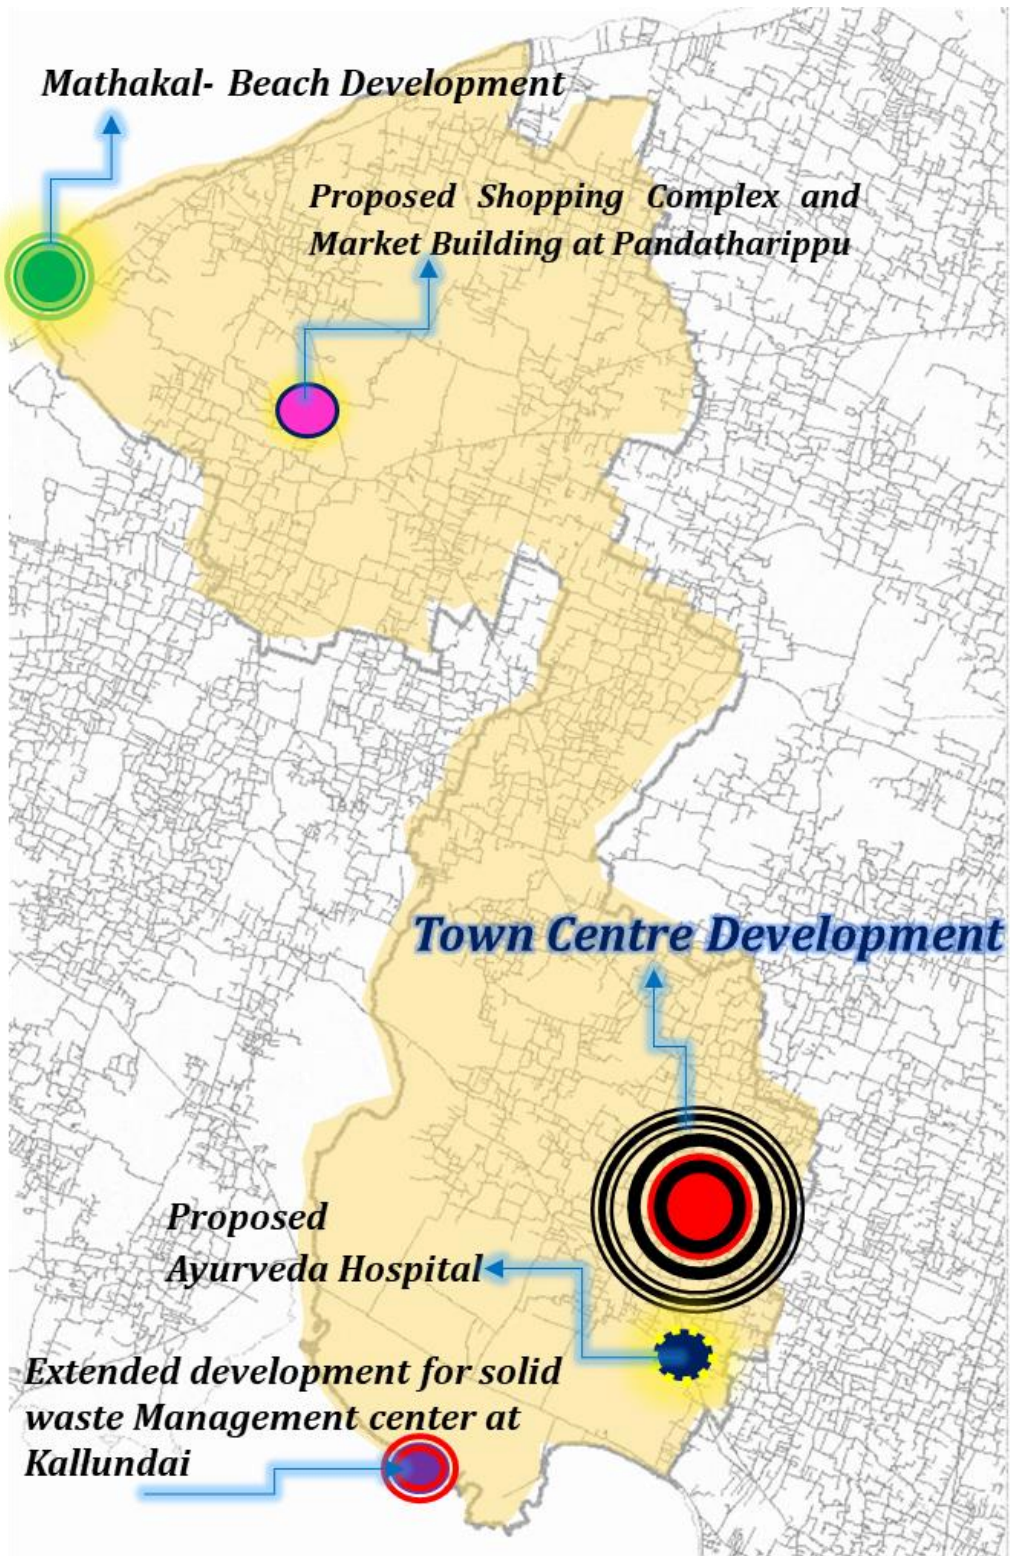 Mathakal- Beach Development
Proposed Shopping Complex and
Market Building at Pandatharippu
Town Centre Development
Proposed
Ayurveda Hospital
Extended development for solid
waste Management center at
Kallundai